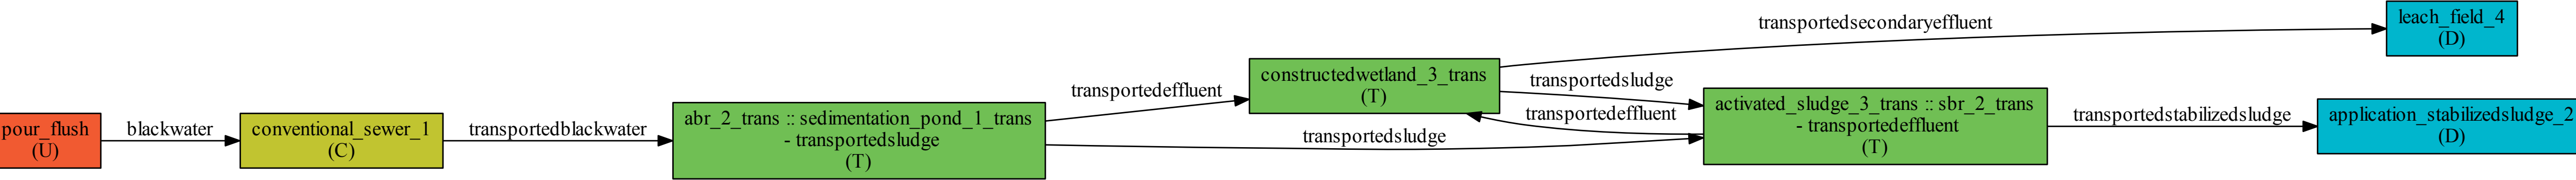 pour_flush
(U)
blackwater
conventional_sewer_1
(C)
transportedblackwater
abr_2_trans :: sedimentation_pond_1_trans
- transportedsludge
(T)
transportedeffluent
transportedsludge
constructedwetland_3_trans
(T)
transportedsecondaryeffluent
transportedsludge
transportedeffluent
activated_sludge_3_trans :: sbr_2_trans
- transportedeffluent
(T)
transportedstabilizedsludge
leach_field_4
(D)
application_stabilizedsludge_2
(D)